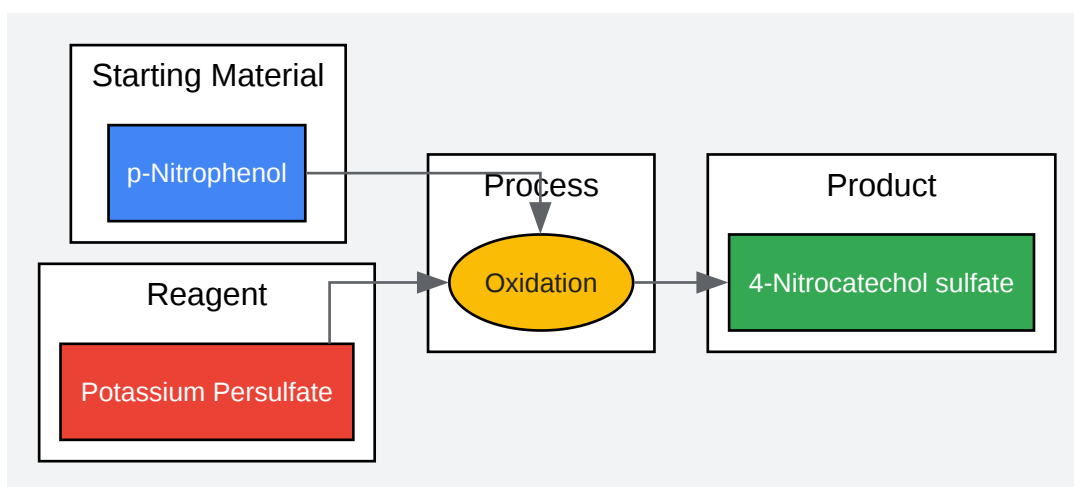 Starting Material
p-Nitrophenol
Reagent
Potassium Persulfate
Process
Oxidation
Product
4-Nitrocatechol sulfate